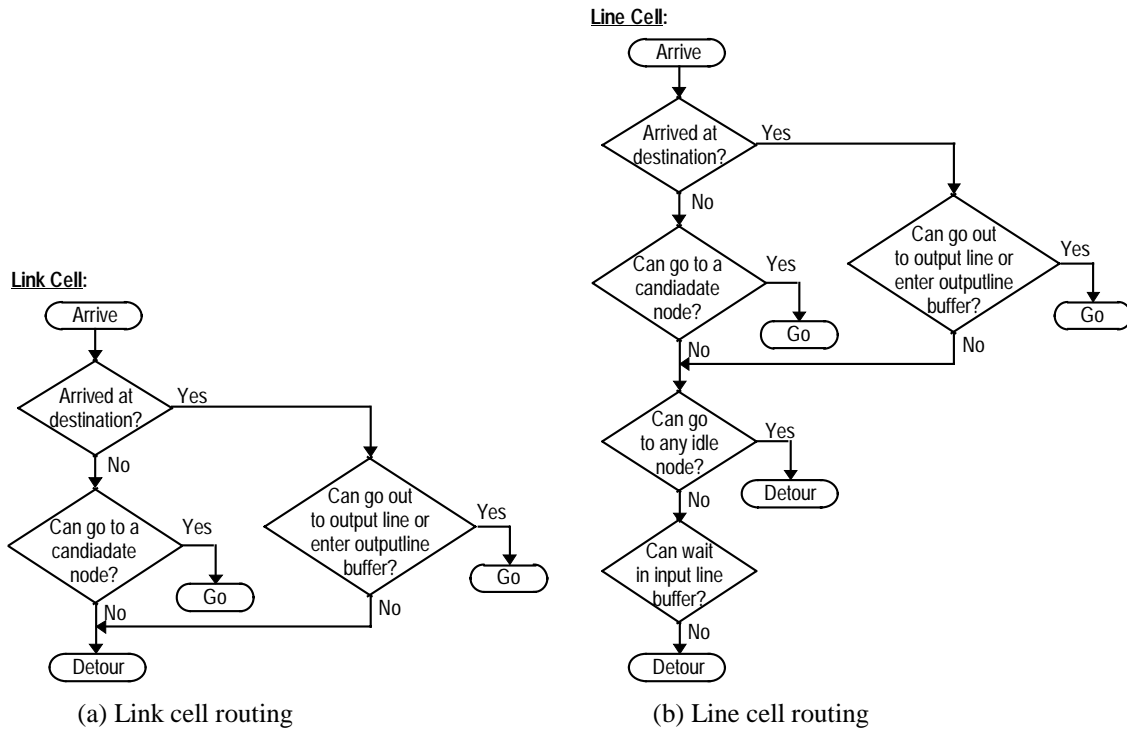 Link Cell:
Arrive
Arrived at
destination?
Yes
No
Can go to a
candiadate
node?
Yes
Go
No
Can go out
to output line or
enter outputline
buffer?
Yes
Go
No
Detour
(a) Link cell routing
Line Cell:
Arrive
Arrived at
destination?
Yes
No
Can go to a
candiadate
node?
Yes
Go
No
Can go out
to output line or
enter outputline
buffer?
Yes
Go
No
Can go
to any idle
node?
Yes
Detour
No
Can wait
in input line
buffer?
No
Detour
(b) Line cell routing